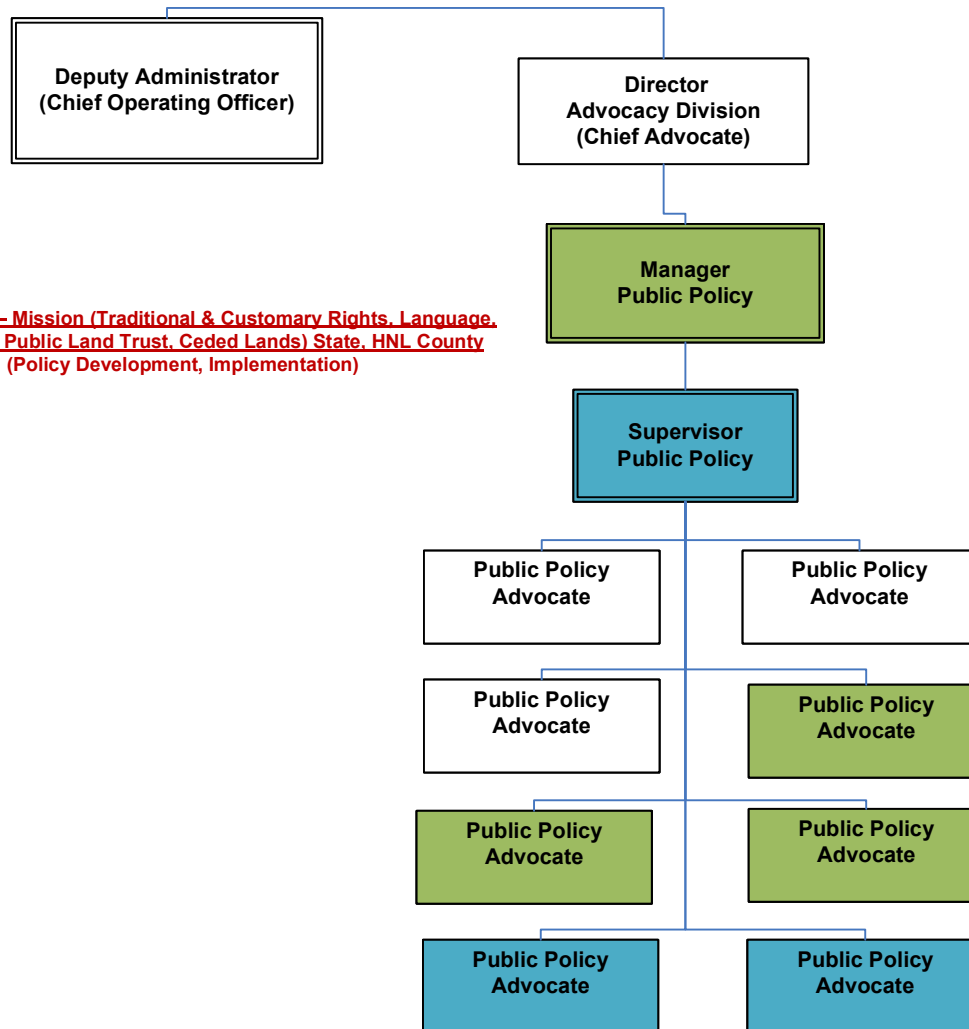 Deputy Administrator
(Chief Operating Officer)
Director
Advocacy Division
(Chief Advocate)
Manager
Public Policy
- Mission (Traditional & Customary Rights, Language,
Public Land Trust, Ceded Lands) State, HNL County
(Policy Development, Implementation)
Supervisor
Public Policy
Public Policy
Advocate
Public Policy
Advocate
Public Policy
Advocate
Public Policy
Advocate
Public Policy
Advocate
Public Policy
Advocate
Public Policy
Advocate
Public Policy
Advocate